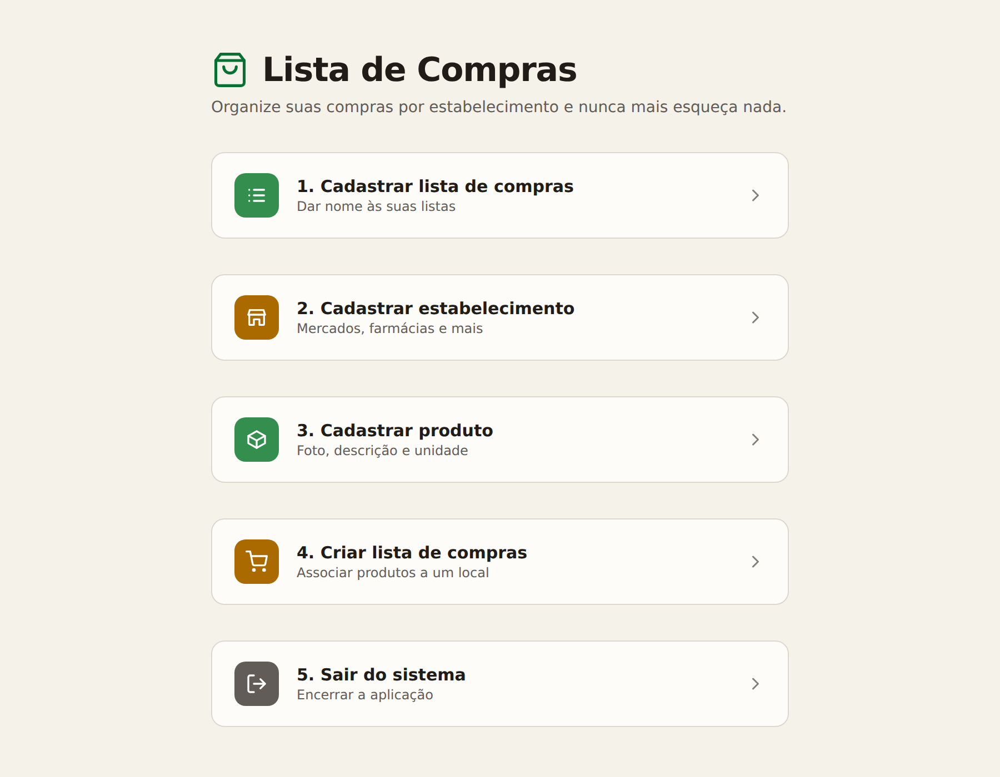 Lista de Compras
Organize suas compras por estabelecimento e nunca mais esqueça nada.
1. Cadastrar lista de compras
Dar nome às suas listas
2. Cadastrar estabelecimento
Mercados, farmácias e mais
3. Cadastrar produto
Foto, descrição e unidade
4. Criar lista de compras
Associar produtos a um local
5. Sair do sistema
Encerrar a aplicação